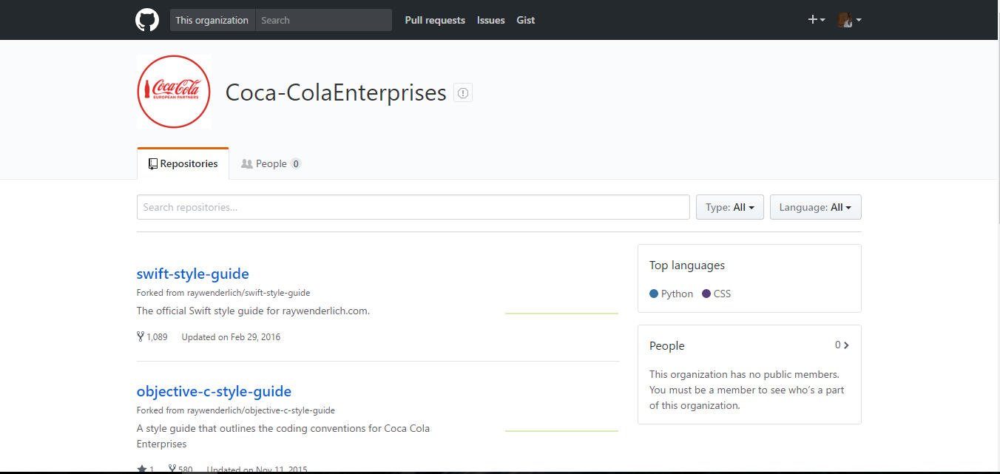 This organization Search Pull requests Issues Gist
Coca-Cola
EUROPEAN PARTNERS
Coca-ColaEnterprises
Repositories People 0
Search repositories... Type: All Language: All
swift-style-guide
Forked from raywenderlich/swift-style-guide
The official Swift style guide for raywenderlich.com.
1,089 Updated on Feb 29, 2016
objective-c-style-guide
Forked from raywenderlich/objective-c-style-guide
A style guide that outlines the coding conventions for Coca Cola
Enterprises
1 580 Updated on Nov 11, 2015
Top languages
Python CSS
People 0
This organization has no public members.
You must be a member to see who’s a part
of this organization.